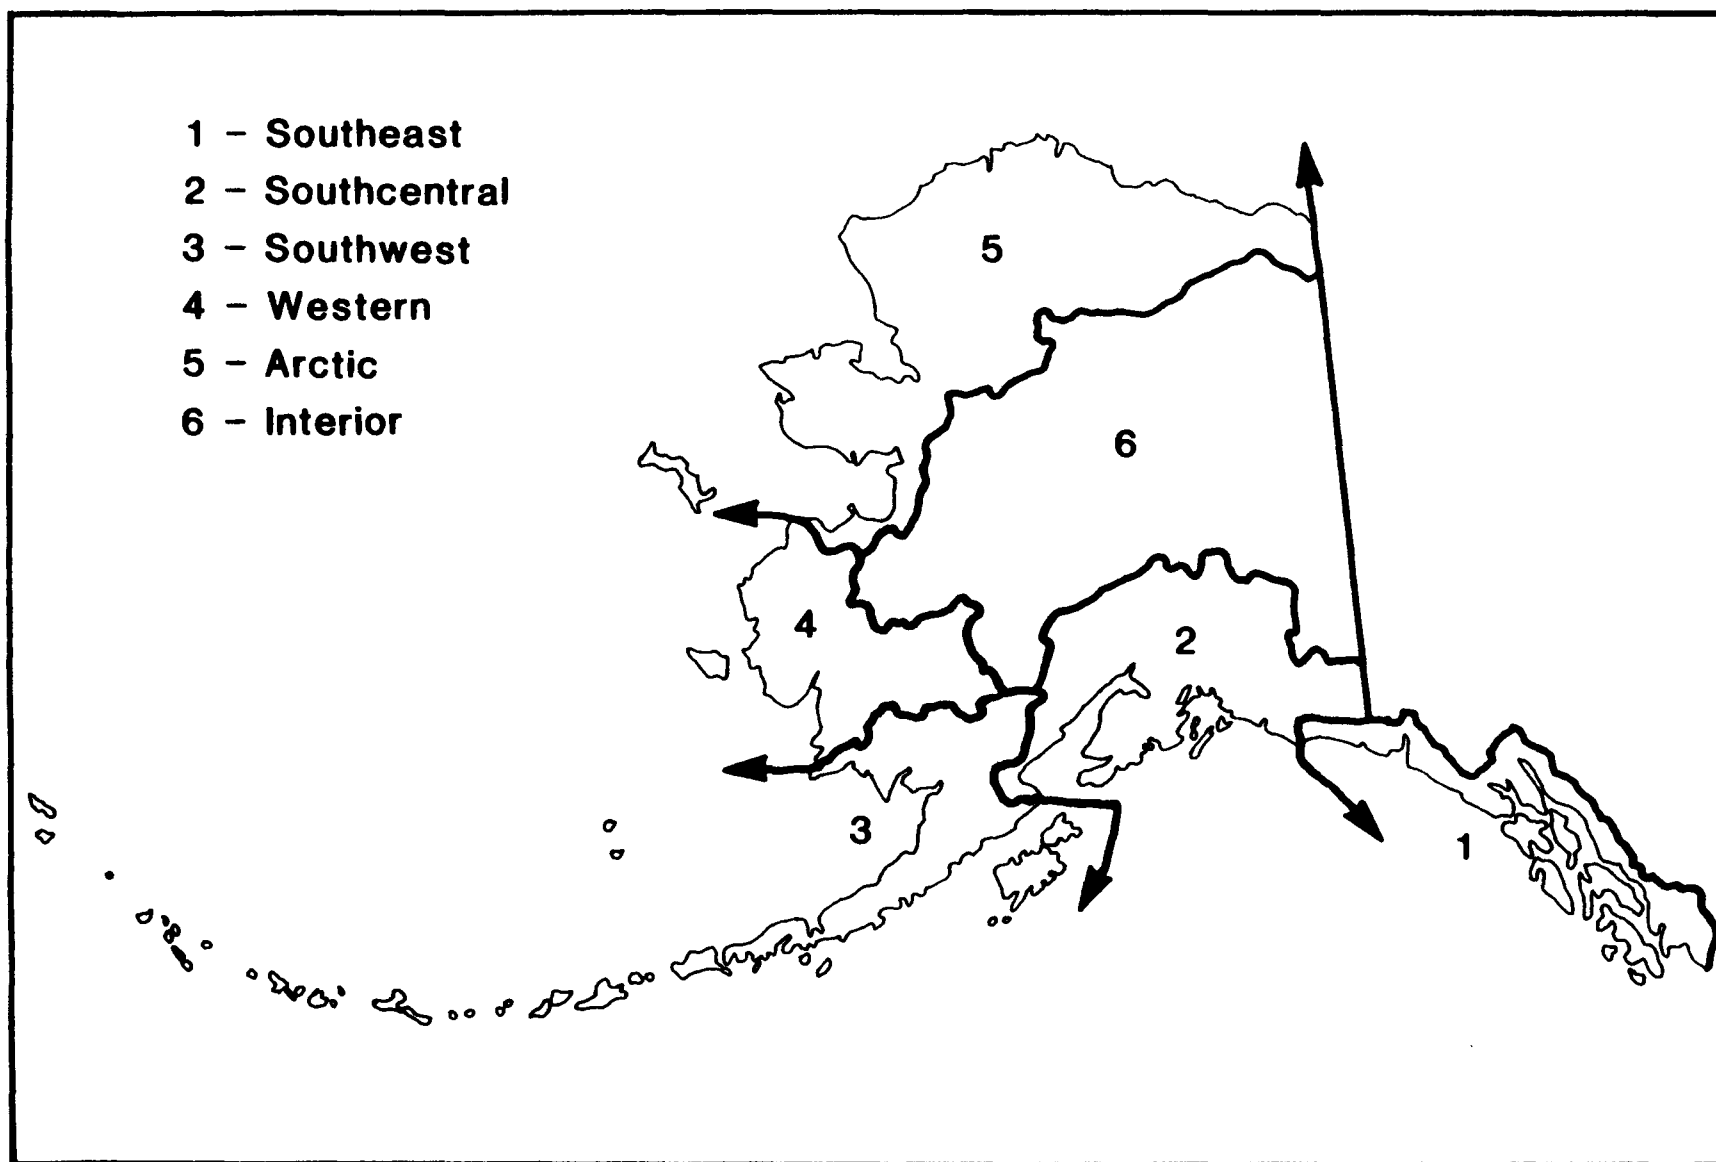 1 – Southeast
2 – Southcentral
3 – Southwest
4 – Western
5 – Arctic
6 – Interior
5
6
4
2
3
1